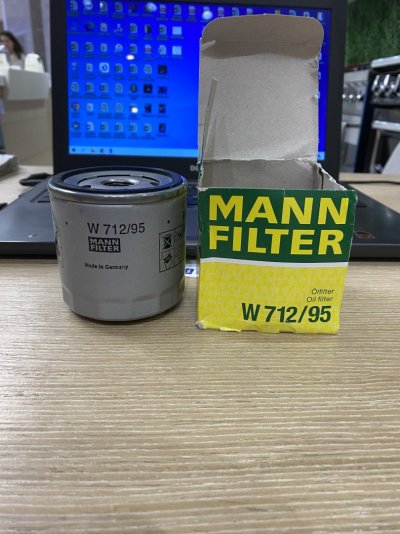 W 712/95
MANN
FILTER
Made in Germany
MANN
FILTER
Ölfilter
Oil filter
W 712/95